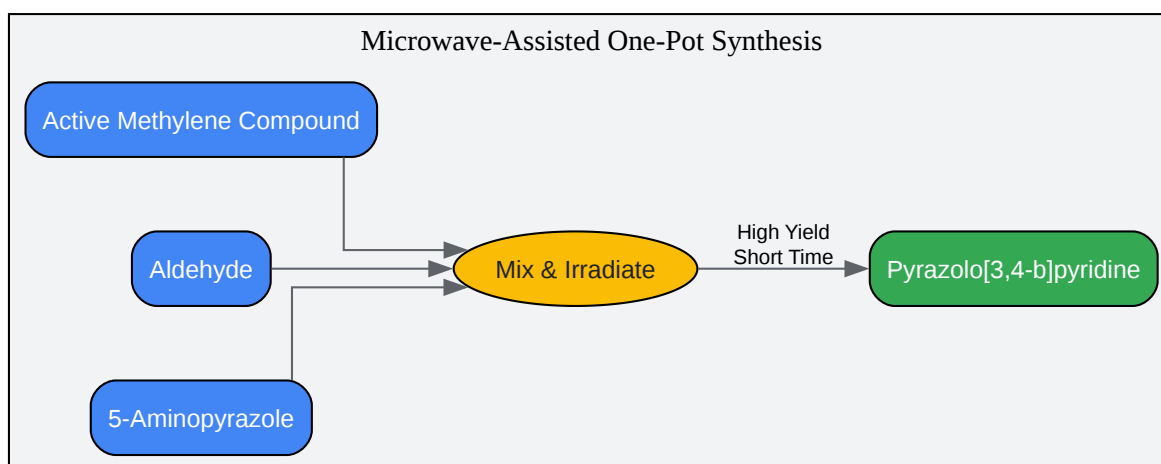 Microwave-Assisted One-Pot Synthesis
Active Methylene Compound
Aldehyde
5-Aminopyrazole
Mix & Irradiate
High Yield
Short Time
Pyrazolo[3,4-b]pyridine